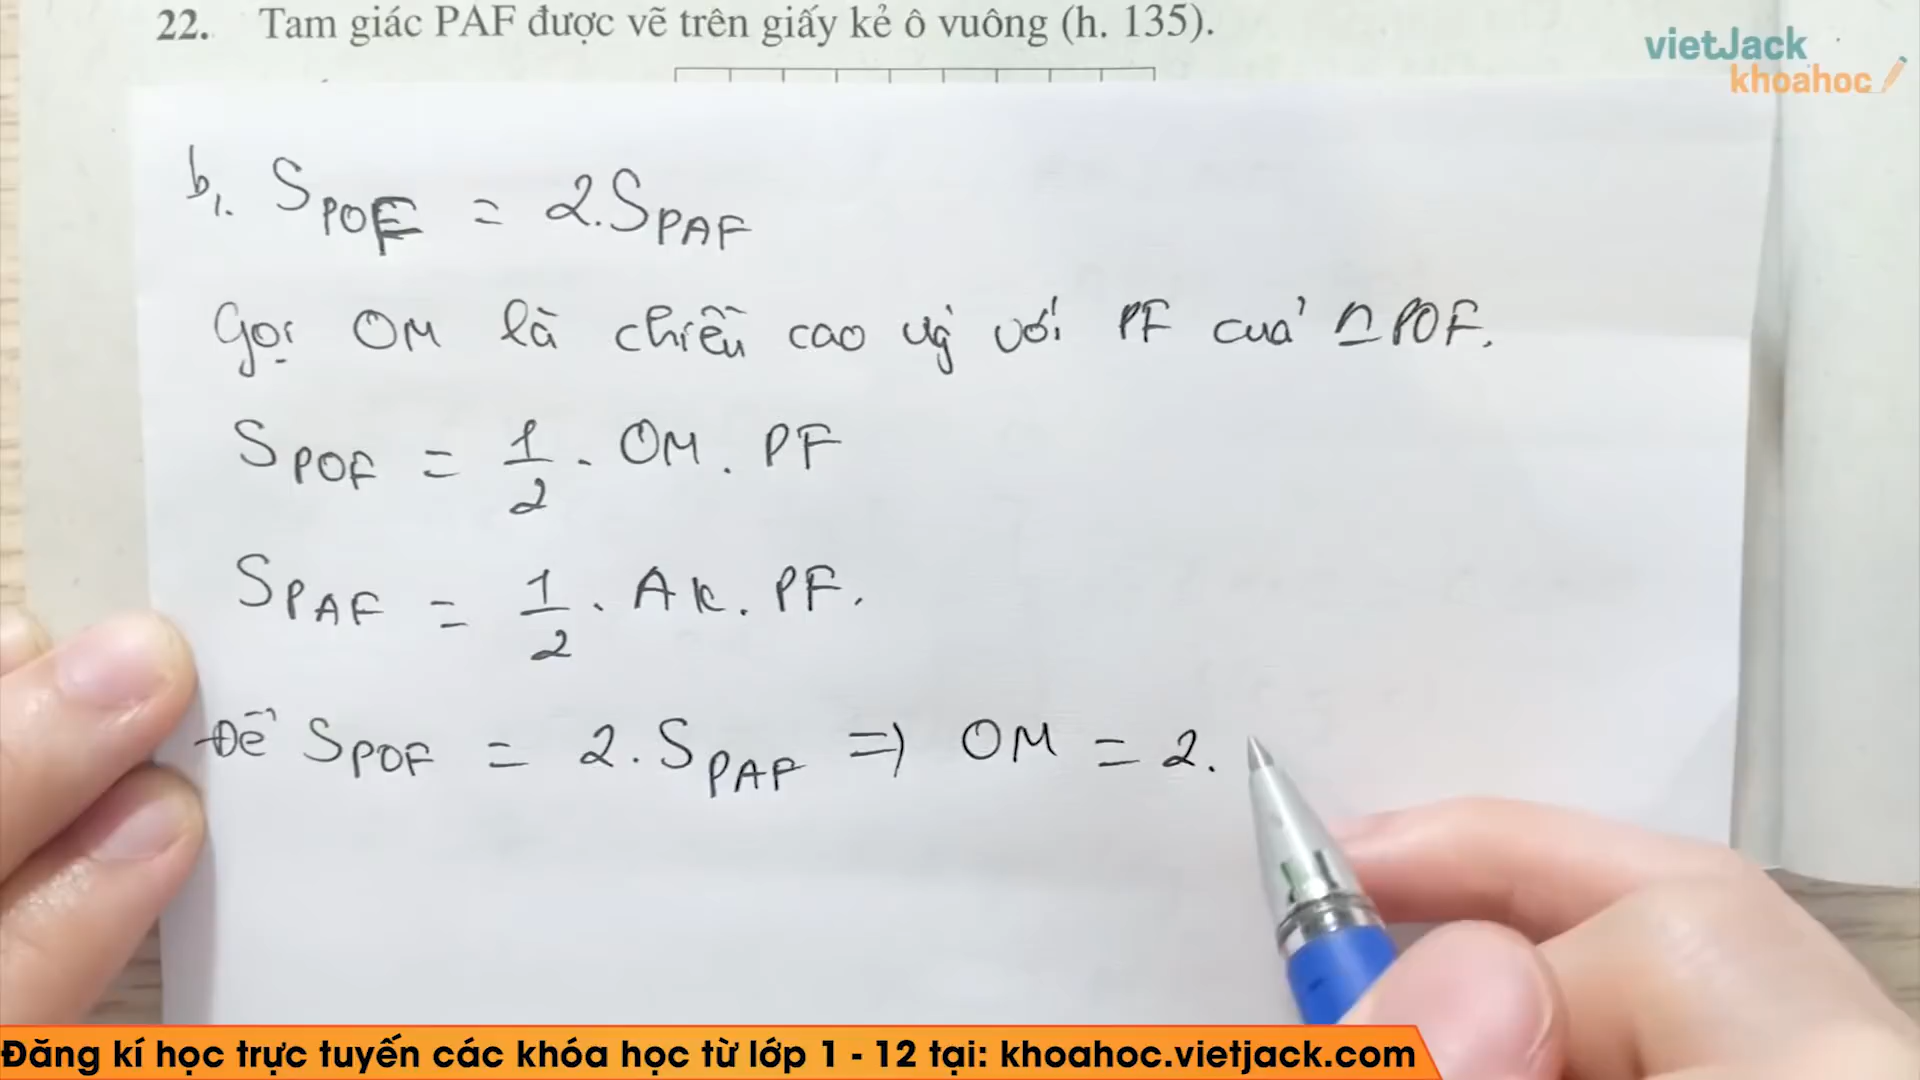 22. Tam giác PAF được vẽ trên giấy kẻ ô vuông (h. 135).
vietJack
khoahoc
b, S_POF = 2.S_PAF
Gọi OM là chiều cao ưg với PF của △POF.
S_POF = 1/2 . OM . PF
S_PAF = 1/2 . AK . PF.
Để S_POF = 2 . S_PAF => OM = 2.
Đăng kí học trực tuyến các khóa học từ lớp 1 - 12 tại: khoahoc.vietjack.com